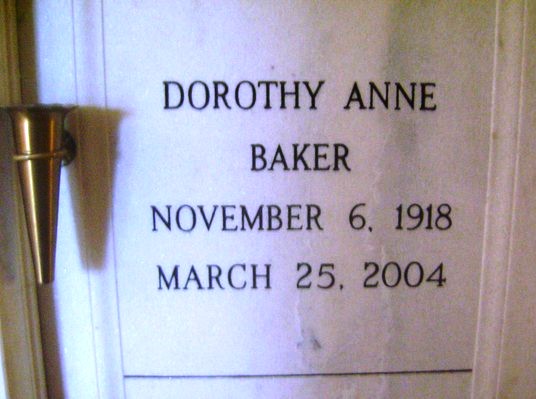 DOROTHY ANNE
BAKER
NOVEMBER 6, 1918
MARCH 25, 2004